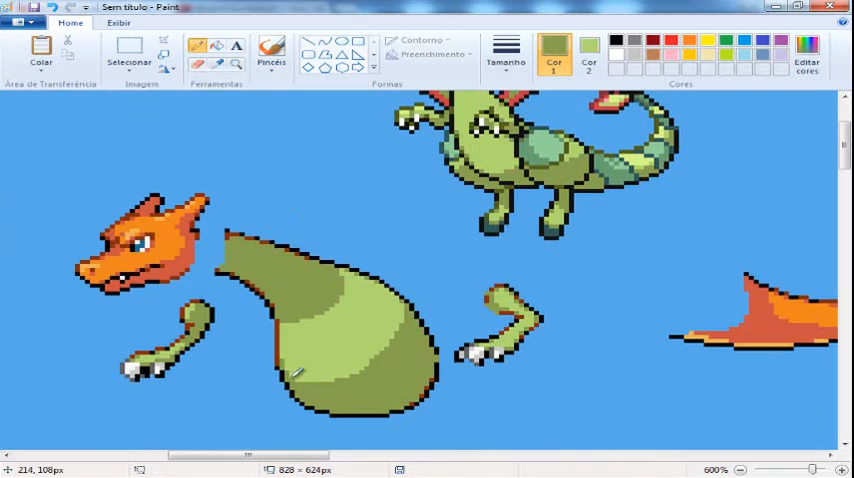 Sem título - Paint
Home
Exibir
Colar
Selecionar
Pincéis
Contorno
Preenchimento
Tamanho
Cor
1
Cor
2
Editar
cores
Área de Transferência
Imagem
Ferramentas
Formas
Cores
214, 108px
828 × 624px
600%